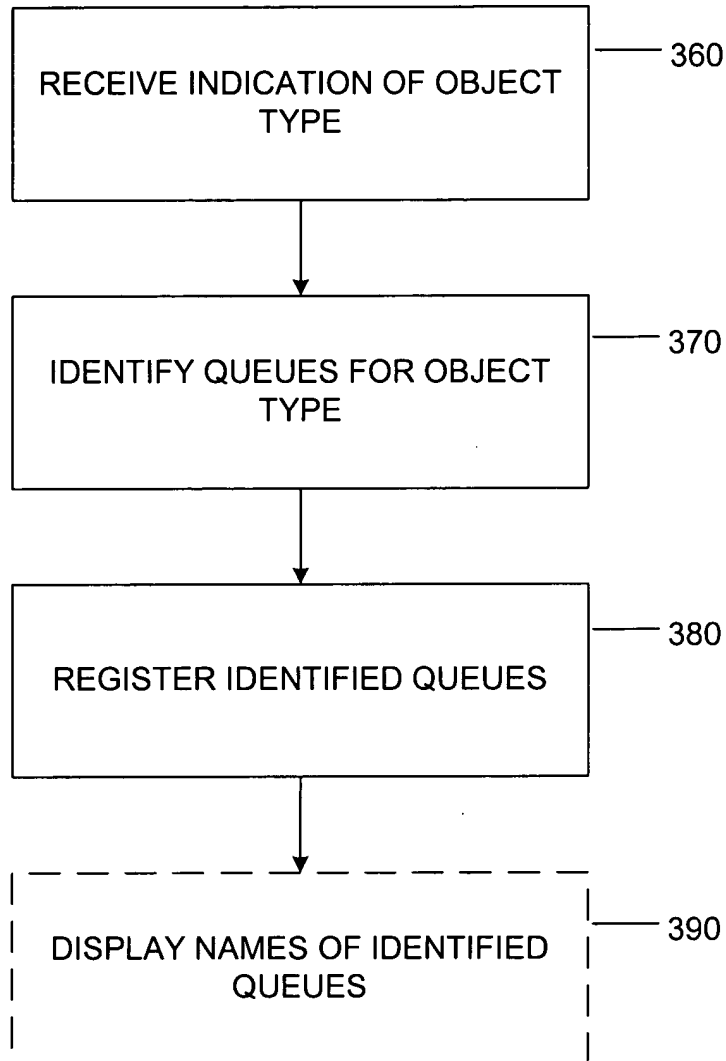 RECEIVE INDICATION OF OBJECT
TYPE
360
IDENTIFY QUEUES FOR OBJECT
TYPE
370
REGISTER IDENTIFIED QUEUES
380
DISPLAY NAMES OF IDENTIFIED
QUEUES
390